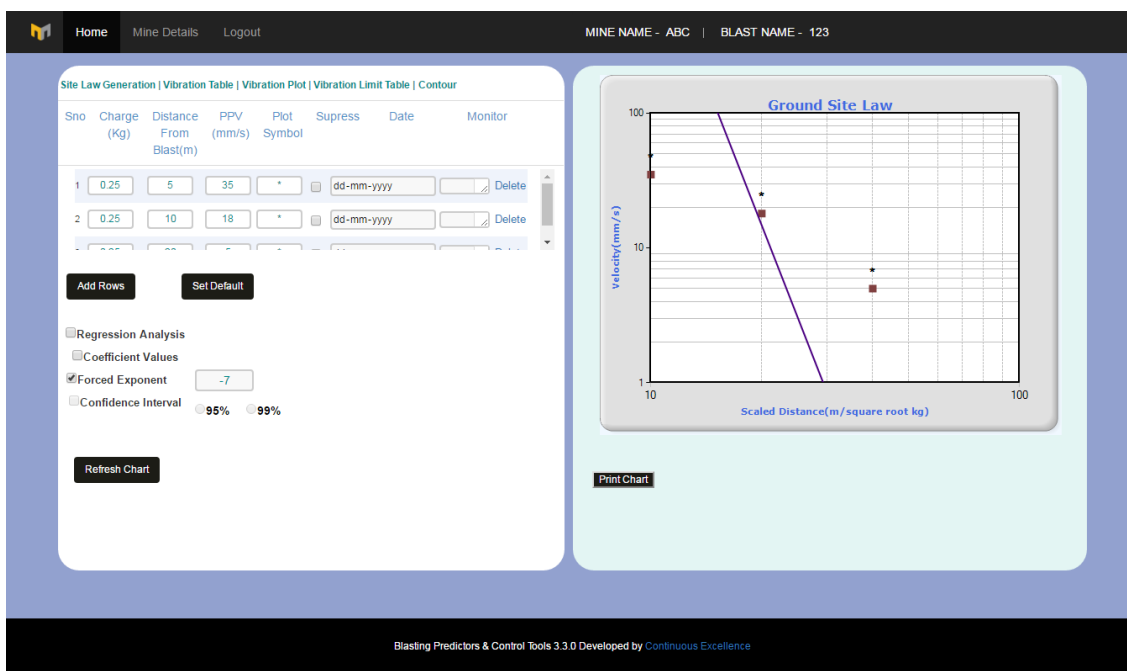 Home Mine Details Logout MINE NAME - ABC | BLAST NAME - 123
Site Law Generation | Vibration Table | Vibration Plot | Vibration Limit Table | Contour
Sno Charge (Kg) Distance From Blast(m) PPV (mm/s) Plot Symbol Supress Date Monitor
1 0.25 5 35 * dd-mm-yyyy Delete
2 0.25 10 18 * dd-mm-yyyy Delete
Add Rows Set Default
Regression Analysis
Coefficient Values
Forced Exponent -7
Confidence Interval 95% 99%
Refresh Chart
Ground Site Law
100
*
*
Velocity(mm/s)
10
*
1
10 100
Scaled Distance(m/square root kg)
Print Chart
Blasting Predictors & Control Tools 3.3.0 Developed by Continuous Excellence